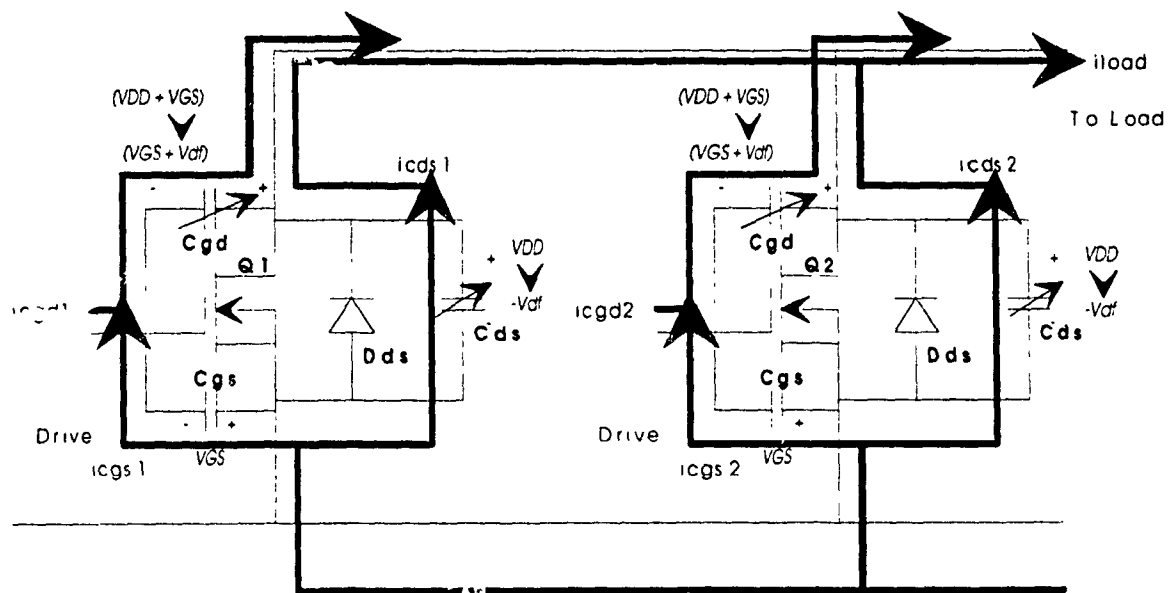 iload
(VDD + VGS)
(VGS + Vdf)
To Load
icds 1
Cgd
Q1
VDD
-Vdf
Cds
Dds
Cgs
Drive
icgs 1
VGS
(VDD + VGS)
(VGS + Vdf)
icds 2
Cgd
Q2
VDD
-Vdf
icgd2
Cds
Dds
Cgs
Drive
icgs 2
VGS